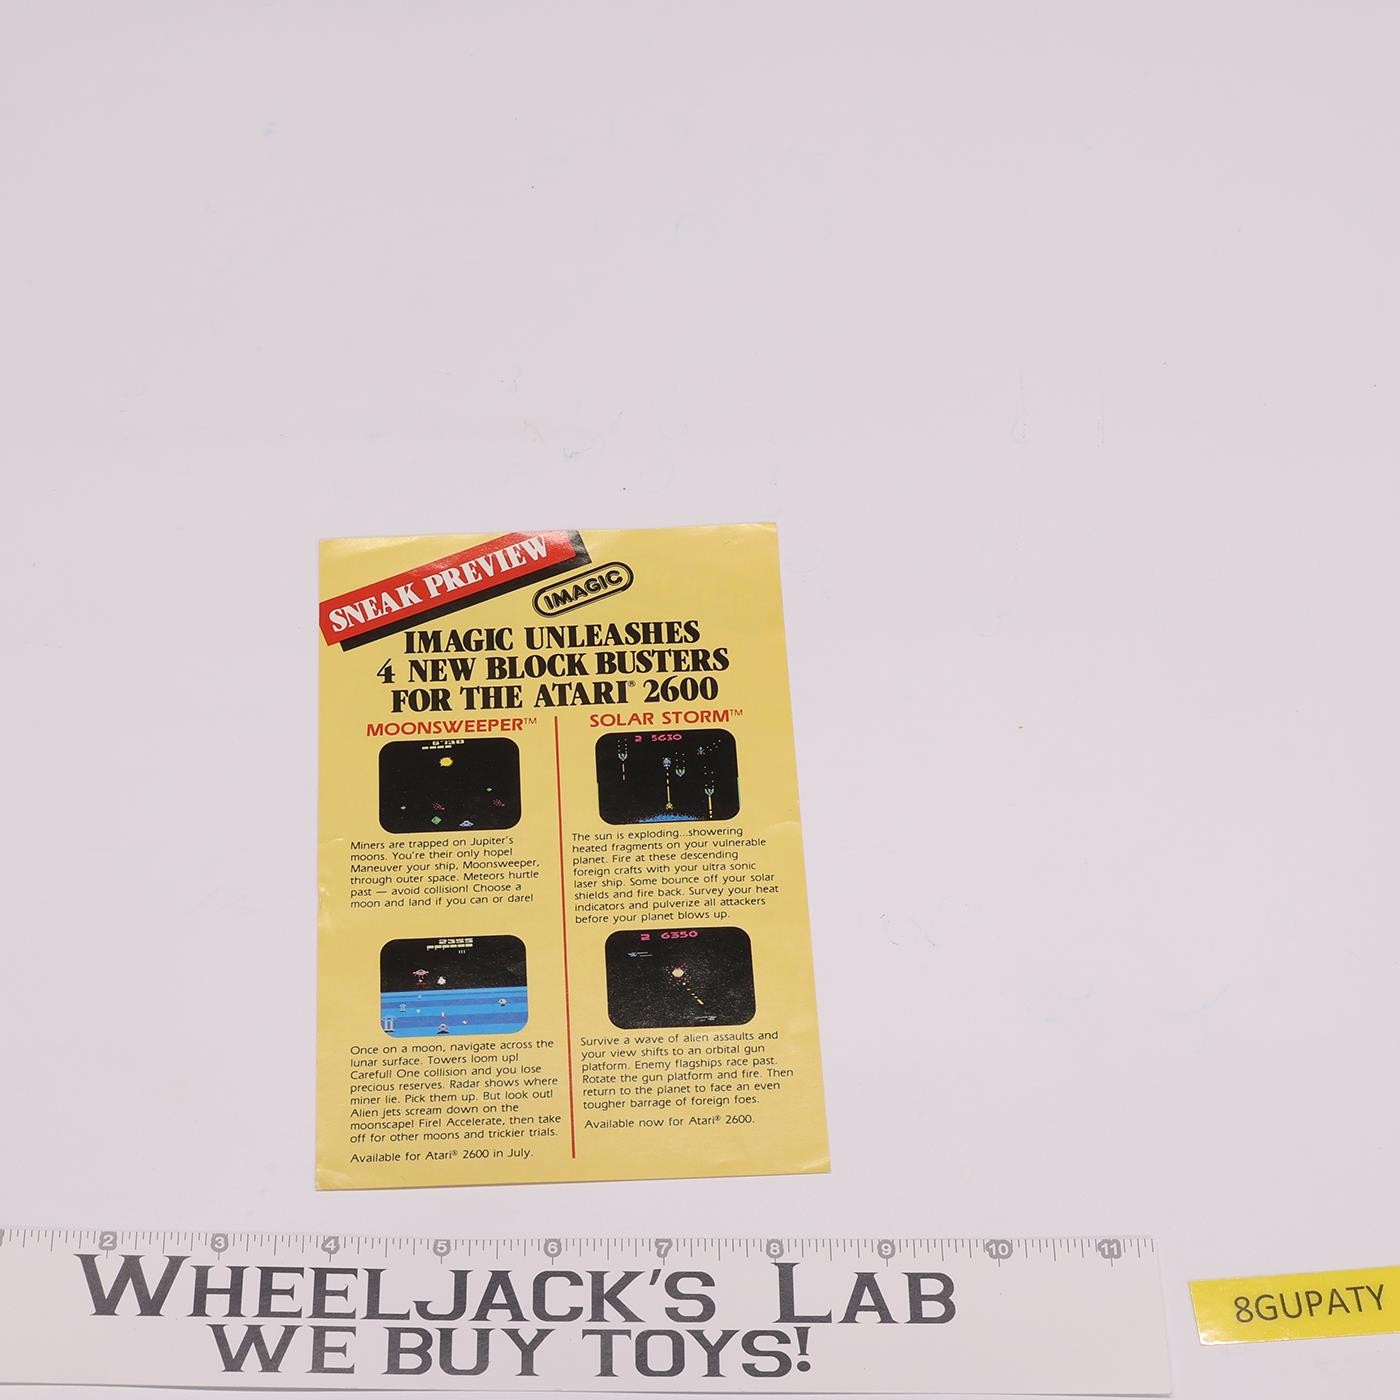 SNEAK PREVIEW
IMAGIC
IMAGIC UNLEASHES
4 NEW BLOCK BUSTERS
FOR THE ATARI® 2600
MOONSWEEPER™
Miners are trapped on Jupiter's
moons. You're their only hope!
Maneuver your ship, Moonsweeper,
through outer space. Meteors hurtle
past — avoid collision! Choose a
moon and land if you can or dare!
2355
Once on a moon, navigate across the
lunar surface. Towers loom up!
Careful! One collision and you lose
precious reserves. Radar shows where
miner lie. Pick them up. But look out!
Alien jets scream down on the
moonscape! Fire! Accelerate, then take
off for other moons and trickier trials.
Available for Atari® 2600 in July.
SOLAR STORM™
2 5630
The sun is exploding...showering
heated fragments on your vulnerable
planet. Fire at these descending
foreign crafts with your ultra sonic
laser ship. Some bounce off your solar
shields and fire back. Survey your heat
indicators and pulverize all attackers
before your planet blows up.
2 6350
Survive a wave of alien assaults and
your view shifts to an orbital gun
platform. Enemy flagships race past.
Rotate the gun platform and fire. Then
return to the planet to face an even
tougher barrage of foreign foes.
Available now for Atari® 2600.
2 3 4 5 6 7 8 9 10 11
WHEELJACK'S LAB
WE BUY TOYS!
8GUPATY